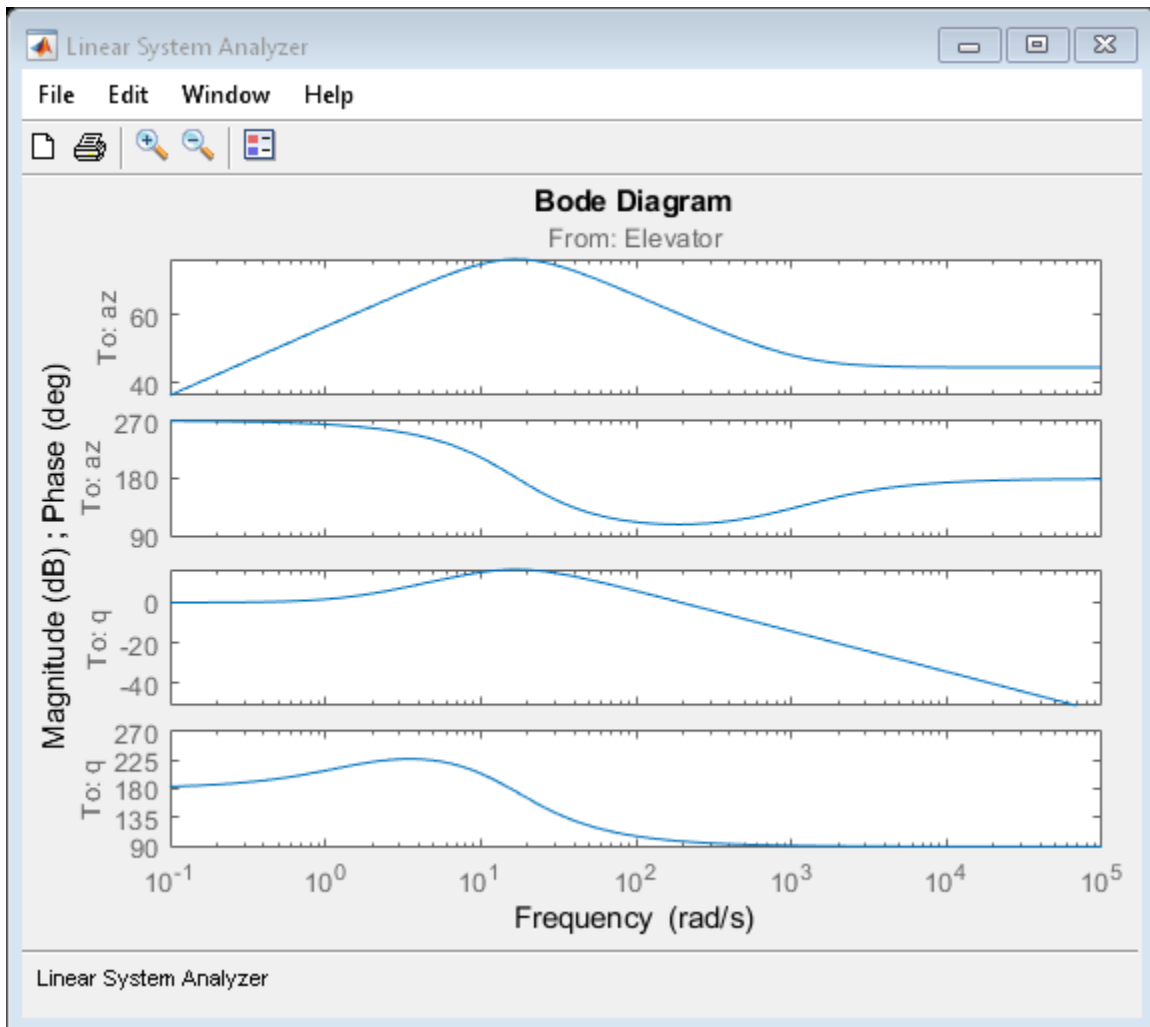 Linear System Analyzer
File Edit Window Help
Bode Diagram
From: Elevator
Magnitude (dB) ; Phase (deg)
To: az
60
40
To: az
270
180
90
To: q
0
-20
-40
To: q
270
225
180
135
90
10^-1 10^0 10^1 10^2 10^3 10^4 10^5
Frequency (rad/s)
Linear System Analyzer